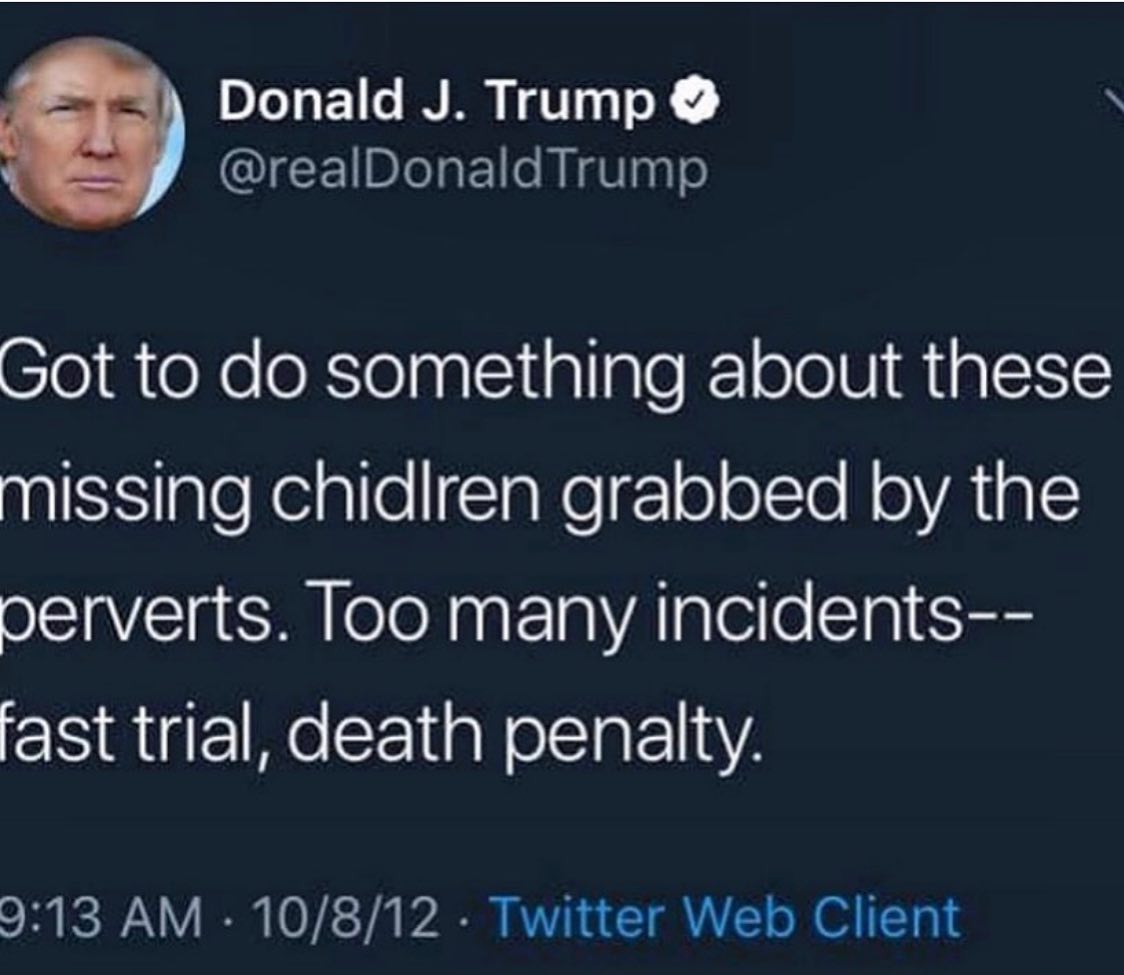 Donald J. Trump
@realDonaldTrump
Got to do something about these
missing chidlren grabbed by the
perverts. Too many incidents--
fast trial, death penalty.
9:13 AM · 10/8/12 · Twitter Web Client